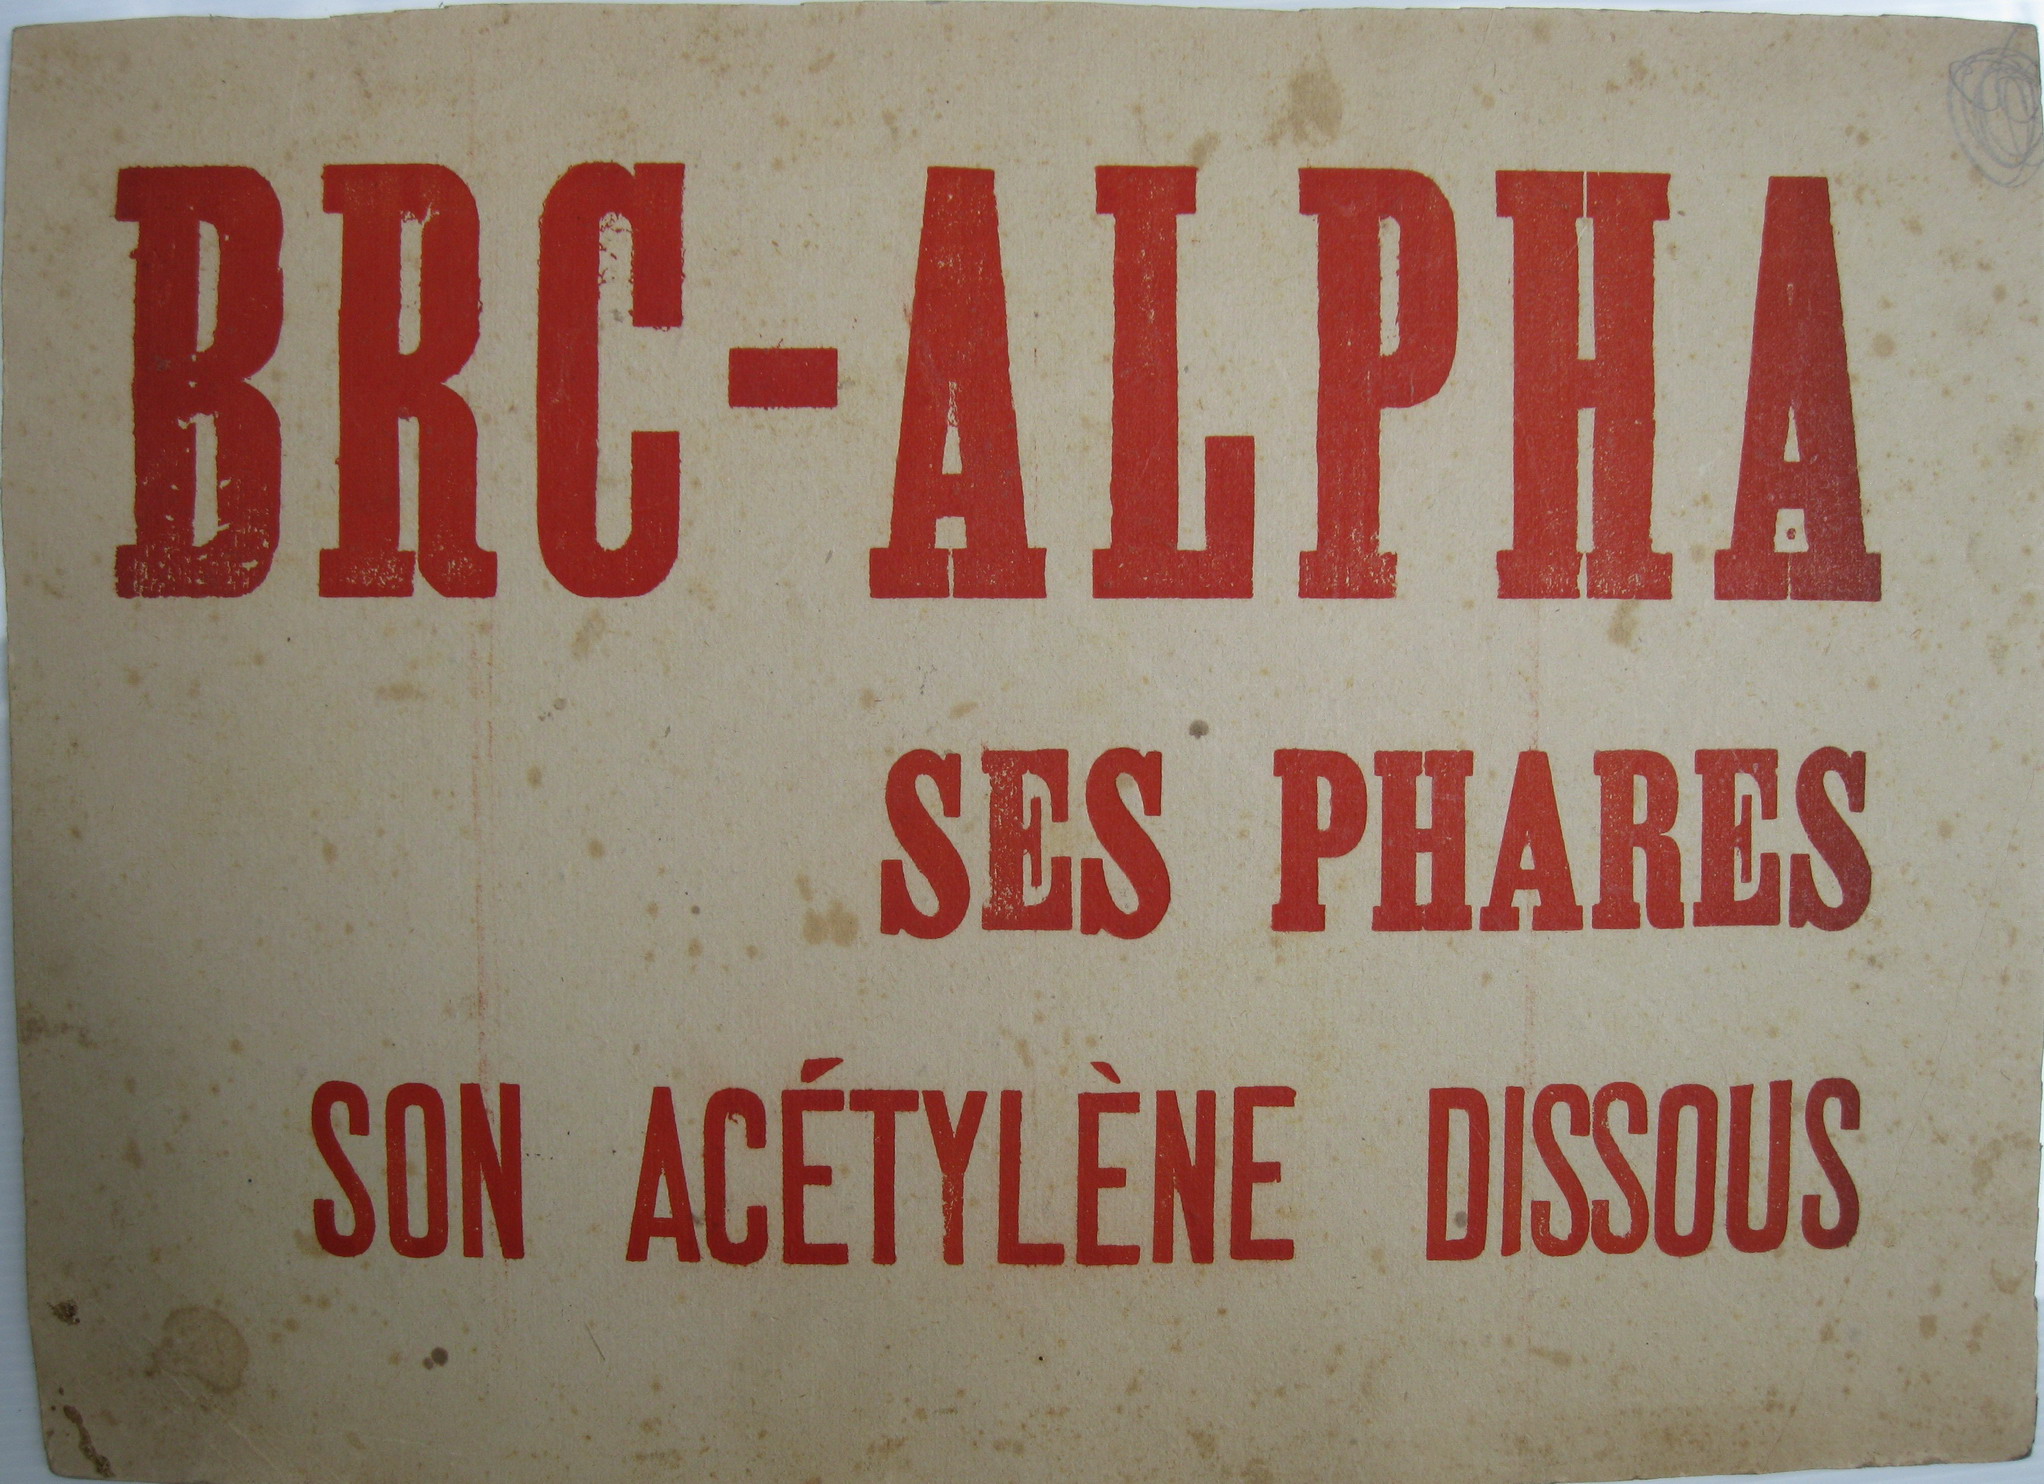 BRC-ALPHA
SES PHARES
SON ACÉTYLÈNE DISSOUS